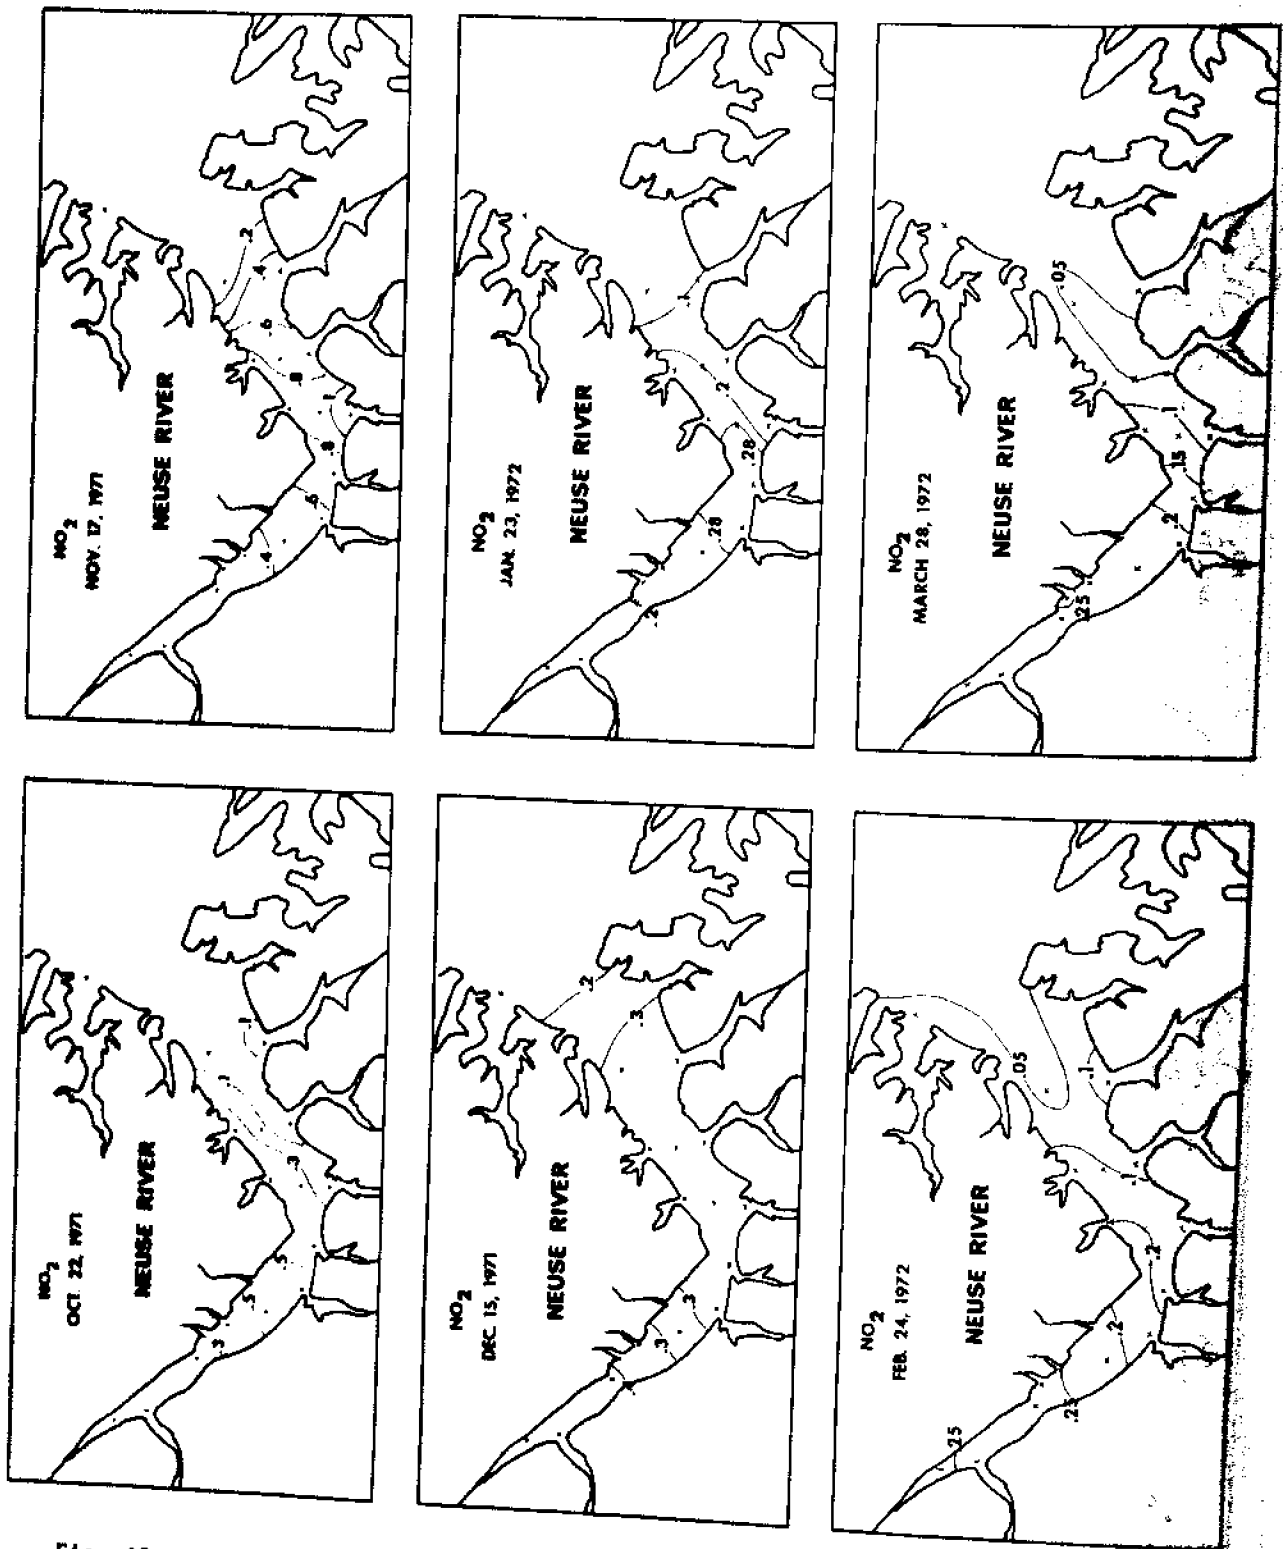 NO2
NOV. 17, 1971
NEUSE RIVER
.2
.4
.6
.8
.1
.8
.6
.4
NO2
JAN. 23, 1972
NEUSE RIVER
.1
.2
.28
.28
.2
NO2
MARCH 28, 1972
NEUSE RIVER
.05
.1
.15
.2
.25
NO2
OCT. 22, 1971
NEUSE RIVER
.1
.1
.3
.5
.5
.3
NO2
DEC. 15, 1971
NEUSE RIVER
.2
.3
.3
.3
NO2
FEB. 24, 1972
NEUSE RIVER
.05
.1
.1
.2
.2
.25
.25